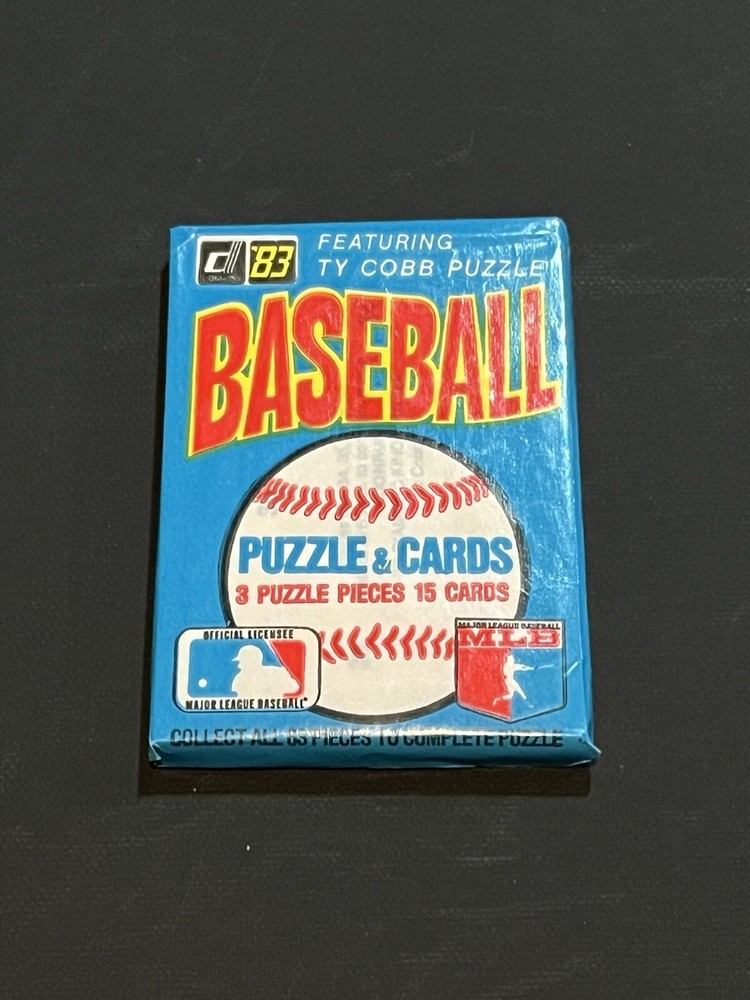 '83
FEATURING
TY COBB PUZZLE
BASEBALL
PUZZLE & CARDS
3 PUZZLE PIECES 15 CARDS
OFFICIAL LICENSEE
MAJOR LEAGUE BASEBALL
MAJOR LEAGUE BASEBALL
MLB
COLLECT ALL 63 PIECES TO COMPLETE PUZZLE